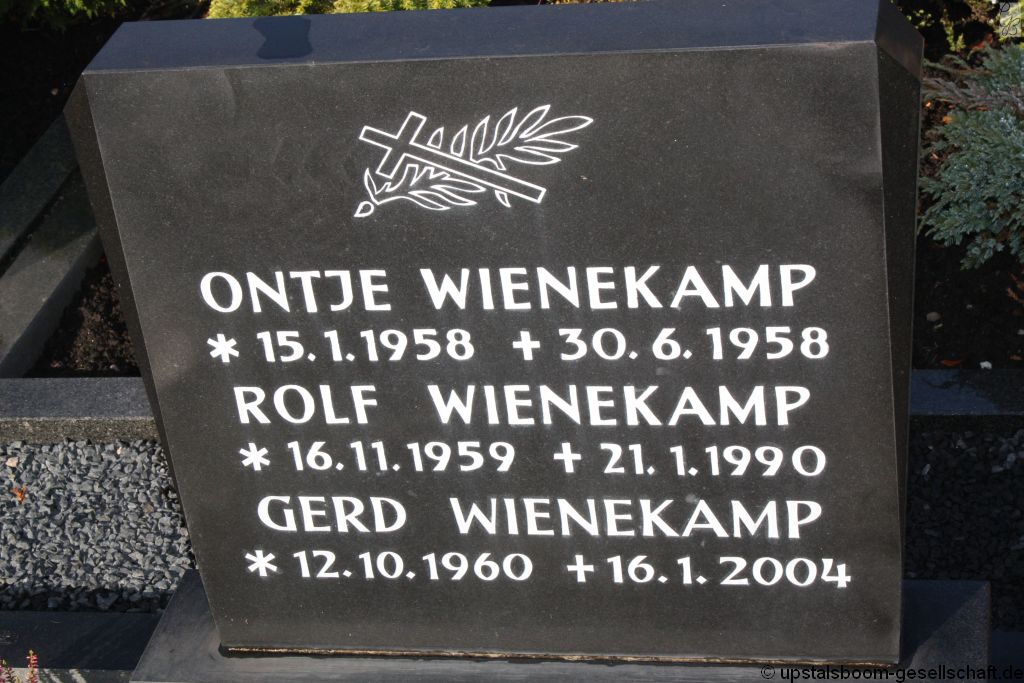 ONTJE WIENEKAMP
* 15.1.1958 ✝ 30.6.1958
ROLF WIENEKAMP
* 16.11.1959 ✝ 21.1.1990
GERD WIENEKAMP
* 12.10.1960 ✝ 16.1.2004
© upstalsboom-gesellschaft.de